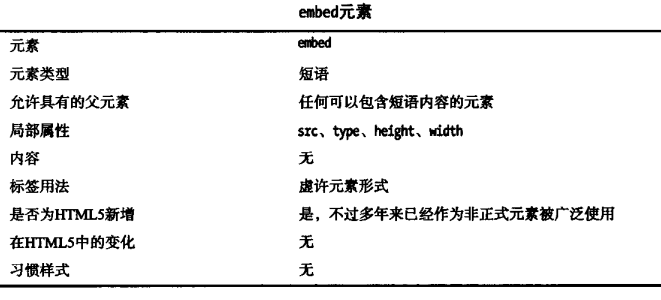 embed元素
元素 embed
元素类型 短语
允许具有的父元素 任何可以包含短语内容的元素
局部属性 src、type、height、width
内容 无
标签用法 虚许元素形式
是否为HTML5新增 是，不过多年来已经作为非正式元素被广泛使用
在HTML5中的变化 无
习惯样式 无